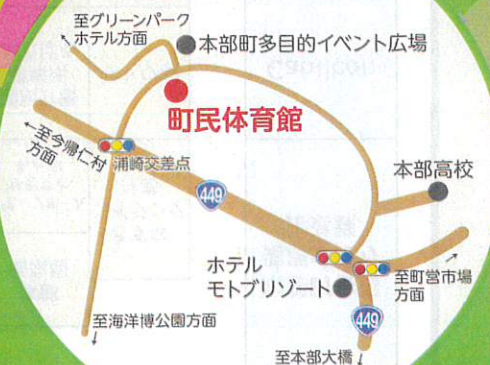 至グリーンパーク
ホテル方面
本部町多目的イベント広場
町民体育館
←至今帰仁村
方面
浦崎交差点
449
本部高校
ホテル
モトブリゾート
至町営市場
方面
449
至海洋博公園方面
至本部大橋